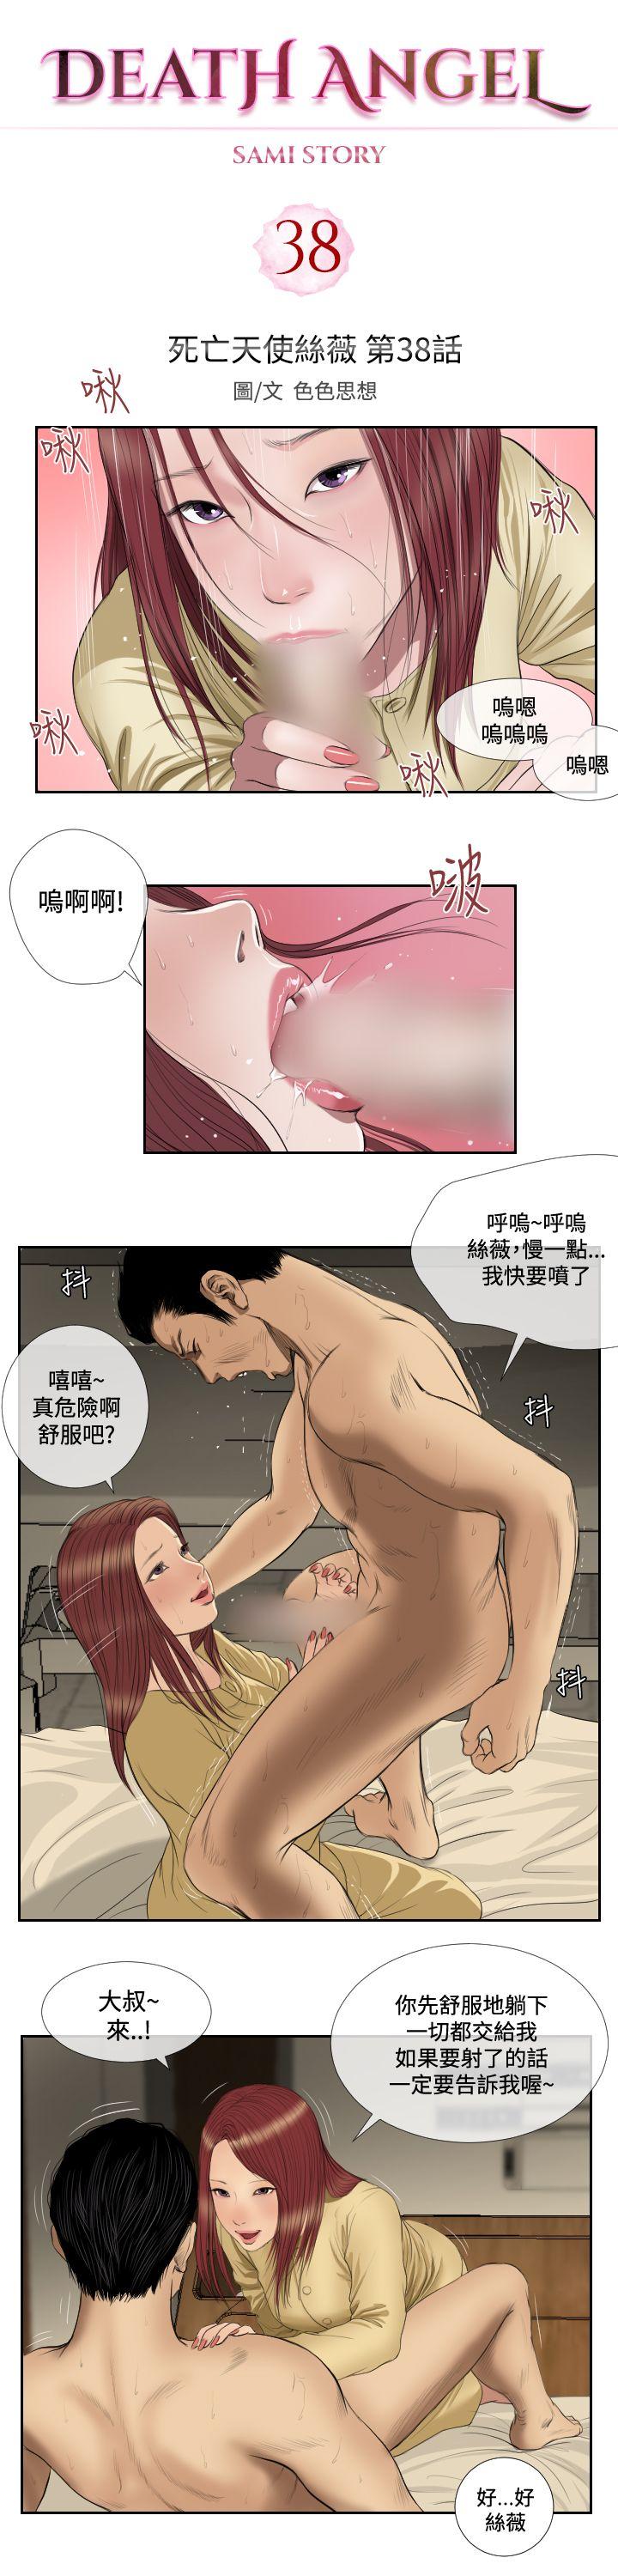 DEATH ANGEL
SAMI STORY
38
死亡天使絲薇 第38話
圖/文 色色思想
啾
啾
啾
啾
啾
嗚嗯
嗚嗚嗚
嗚嗯
嗚啊啊!
啵
呼嗚~呼嗚
絲薇,慢一點...
我快要噴了
抖
嘻嘻~
真危險啊
舒服吧?
抖
抖
大叔~
來..!
你先舒服地躺下
一切都交給我
如果要射了的話
一定要告訴我喔~
好...好
絲薇